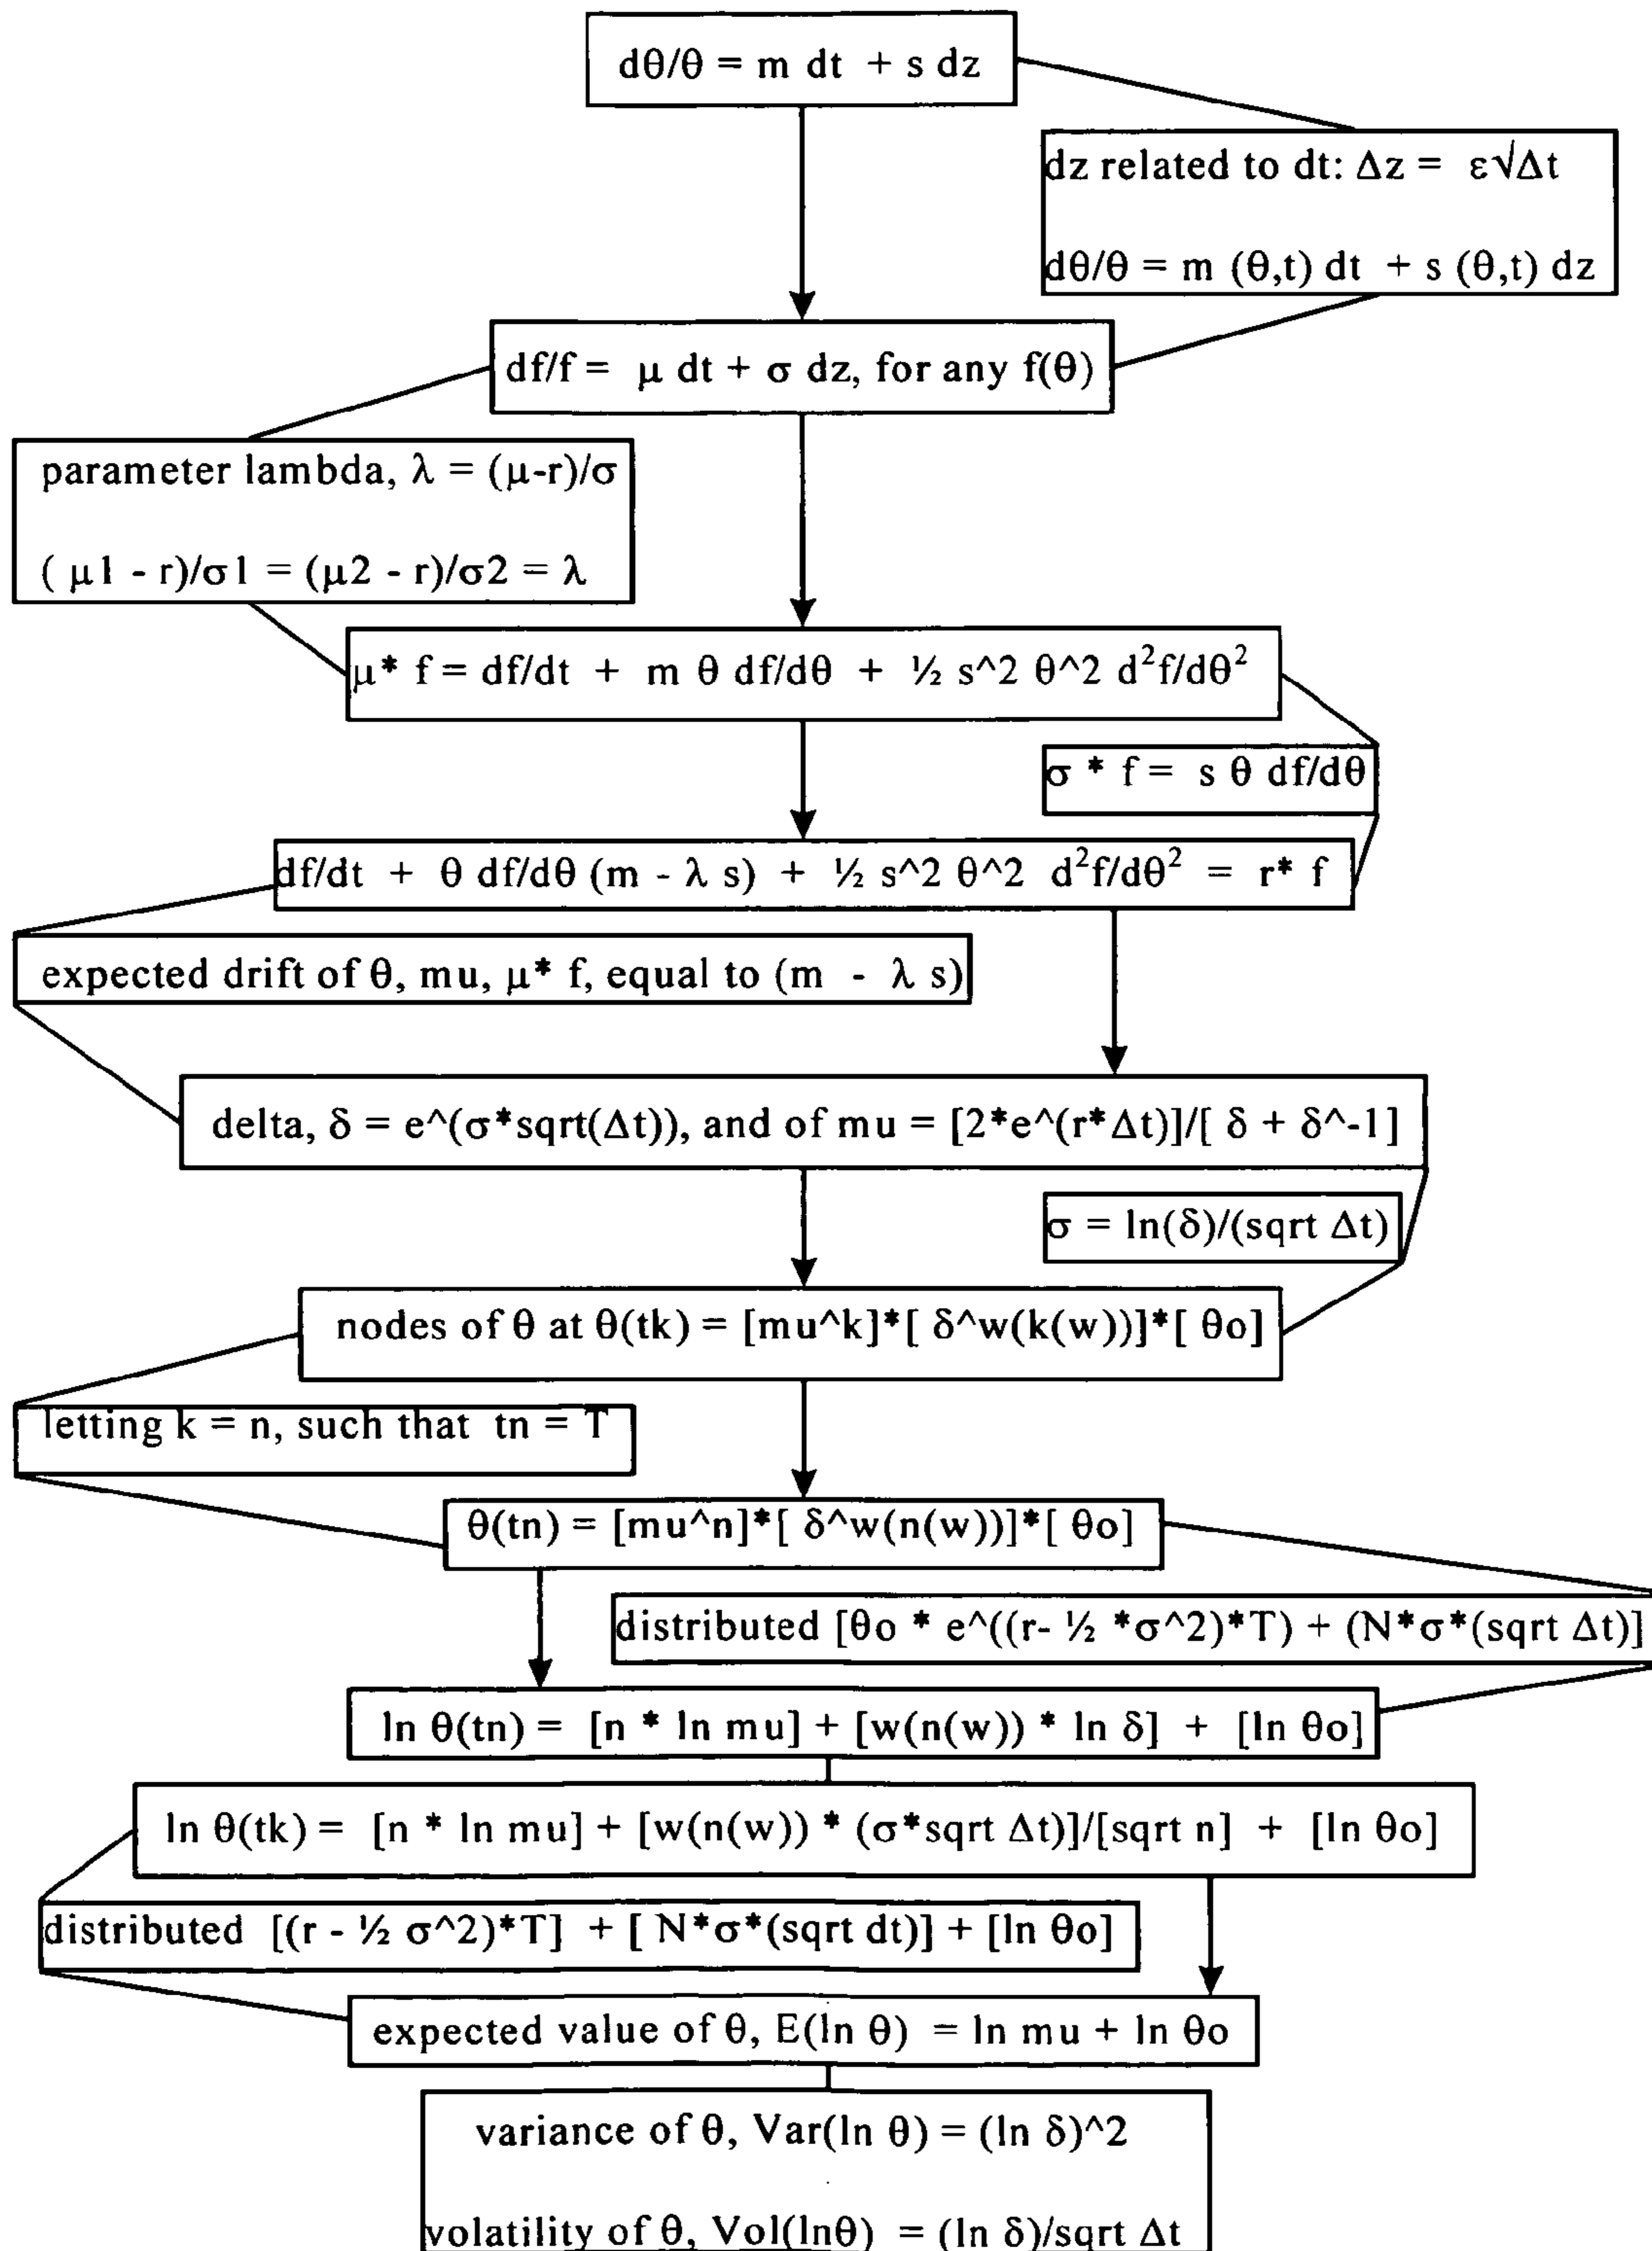 dθ/θ = m dt + s dz
dz related to dt: Δz = ε√Δt
dθ/θ = m (θ,t) dt + s (θ,t) dz
df/f = μ dt + σ dz, for any f(θ)
parameter lambda, λ = (μ-r)/σ
( μ1 - r)/σ1 = (μ2 - r)/σ2 = λ
μ* f = df/dt + m θ df/dθ + ½ s^2 θ^2 d²f/dθ²
σ * f = s θ df/dθ
df/dt + θ df/dθ (m - λ s) + ½ s^2 θ^2 d²f/dθ² = r* f
expected drift of θ, mu, μ* f, equal to (m - λ s)
delta, δ = e^(σ*sqrt(Δt)), and of mu = [2*e^(r*Δt)]/[ δ + δ^-1]
σ = ln(δ)/(sqrt Δt)
nodes of θ at θ(tk) = [mu^k]*[ δ^w(k(w))]*[ θo]
letting k = n, such that tn = T
θ(tn) = [mu^n]*[ δ^w(n(w))]*[ θo]
distributed [θo * e^((r- ½ *σ^2)*T) + (N*σ*(sqrt Δt)]
ln θ(tn) = [n * ln mu] + [w(n(w)) * ln δ] + [ln θo]
ln θ(tk) = [n * ln mu] + [w(n(w)) * (σ*sqrt Δt)]/[sqrt n] + [ln θo]
distributed [(r - ½ σ^2)*T] + [ N*σ*(sqrt dt)] + [ln θo]
expected value of θ, E(ln θ) = ln mu + ln θo
variance of θ, Var(ln θ) = (ln δ)^2
volatility of θ, Vol(lnθ) = (ln δ)/sqrt Δt